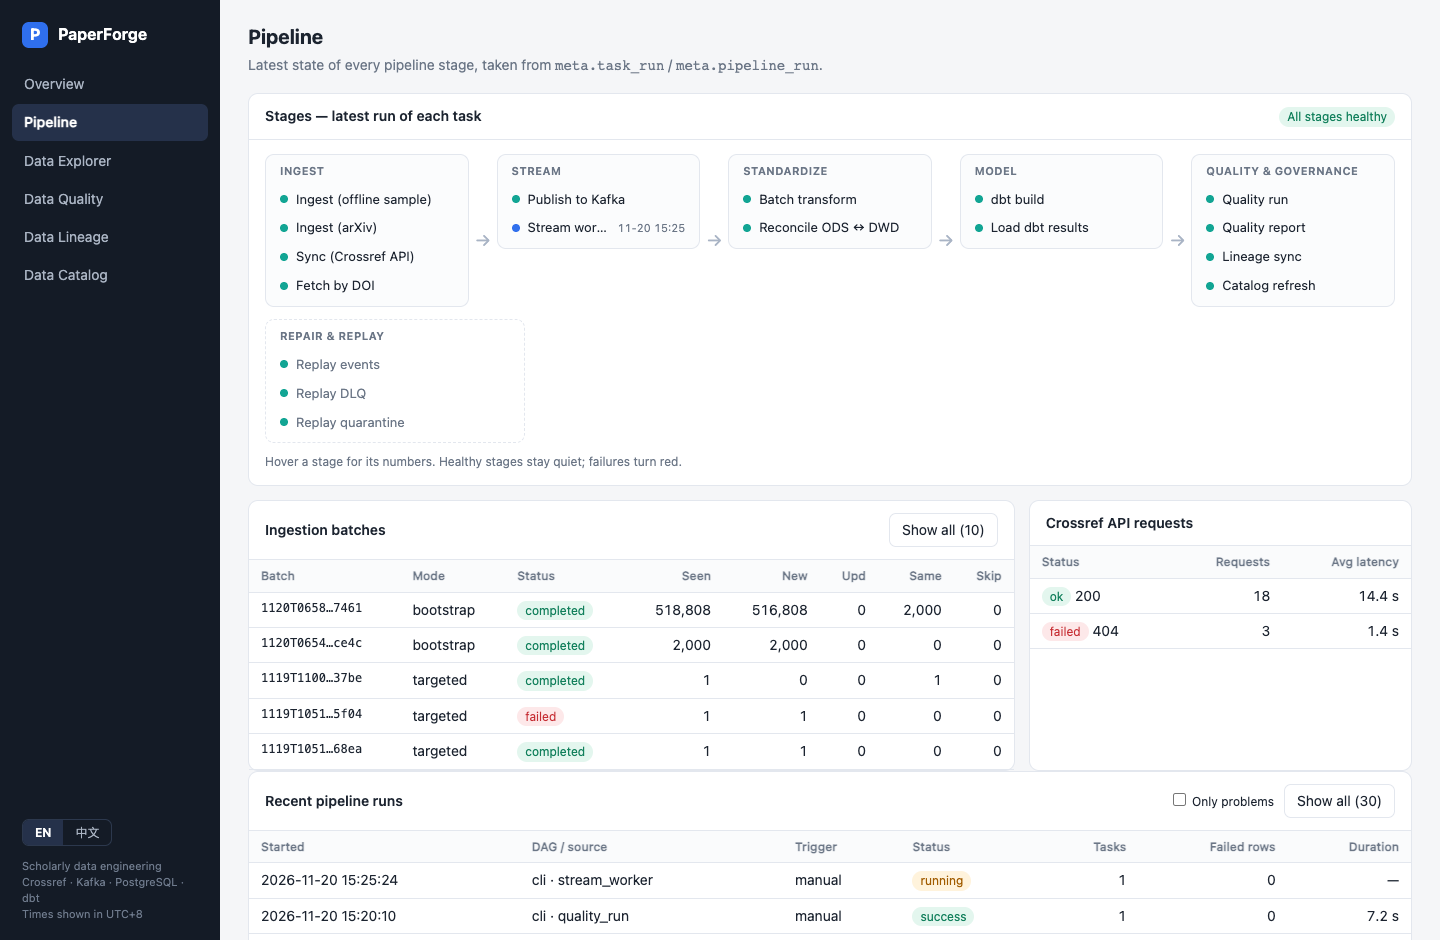 P PaperForge
Overview
Pipeline
Data Explorer
Data Quality
Data Lineage
Data Catalog
EN 中文
Scholarly data engineering
Crossref · Kafka · PostgreSQL ·
dbt
Times shown in UTC+8
Pipeline
Latest state of every pipeline stage, taken from meta.task_run / meta.pipeline_run.
Stages — latest run of each task All stages healthy
INGEST
Ingest (offline sample)
Ingest (arXiv)
Sync (Crossref API)
Fetch by DOI
→
STREAM
Publish to Kafka
Stream wor... 11-20 15:25
→
STANDARDIZE
Batch transform
Reconcile ODS ↔ DWD
→
MODEL
dbt build
Load dbt results
→
QUALITY & GOVERNANCE
Quality run
Quality report
Lineage sync
Catalog refresh
REPAIR & REPLAY
Replay events
Replay DLQ
Replay quarantine
Hover a stage for its numbers. Healthy stages stay quiet; failures turn red.
Ingestion batches Show all (10)
Batch Mode Status Seen New Upd Same Skip
1120T0658…7461 bootstrap completed 518,808 516,808 0 2,000 0
1120T0654…ce4c bootstrap completed 2,000 2,000 0 0 0
1119T1100…37be targeted completed 1 0 0 1 0
1119T1051…5f04 targeted failed 1 1 0 0 0
1119T1051…68ea targeted completed 1 1 0 0 0
Crossref API requests
Status Requests Avg latency
ok 200 18 14.4 s
failed 404 3 1.4 s
Recent pipeline runs Only problems Show all (30)
Started DAG / source Trigger Status Tasks Failed rows Duration
2026-11-20 15:25:24 cli · stream_worker manual running 1 0 —
2026-11-20 15:20:10 cli · quality_run manual success 1 0 7.2 s